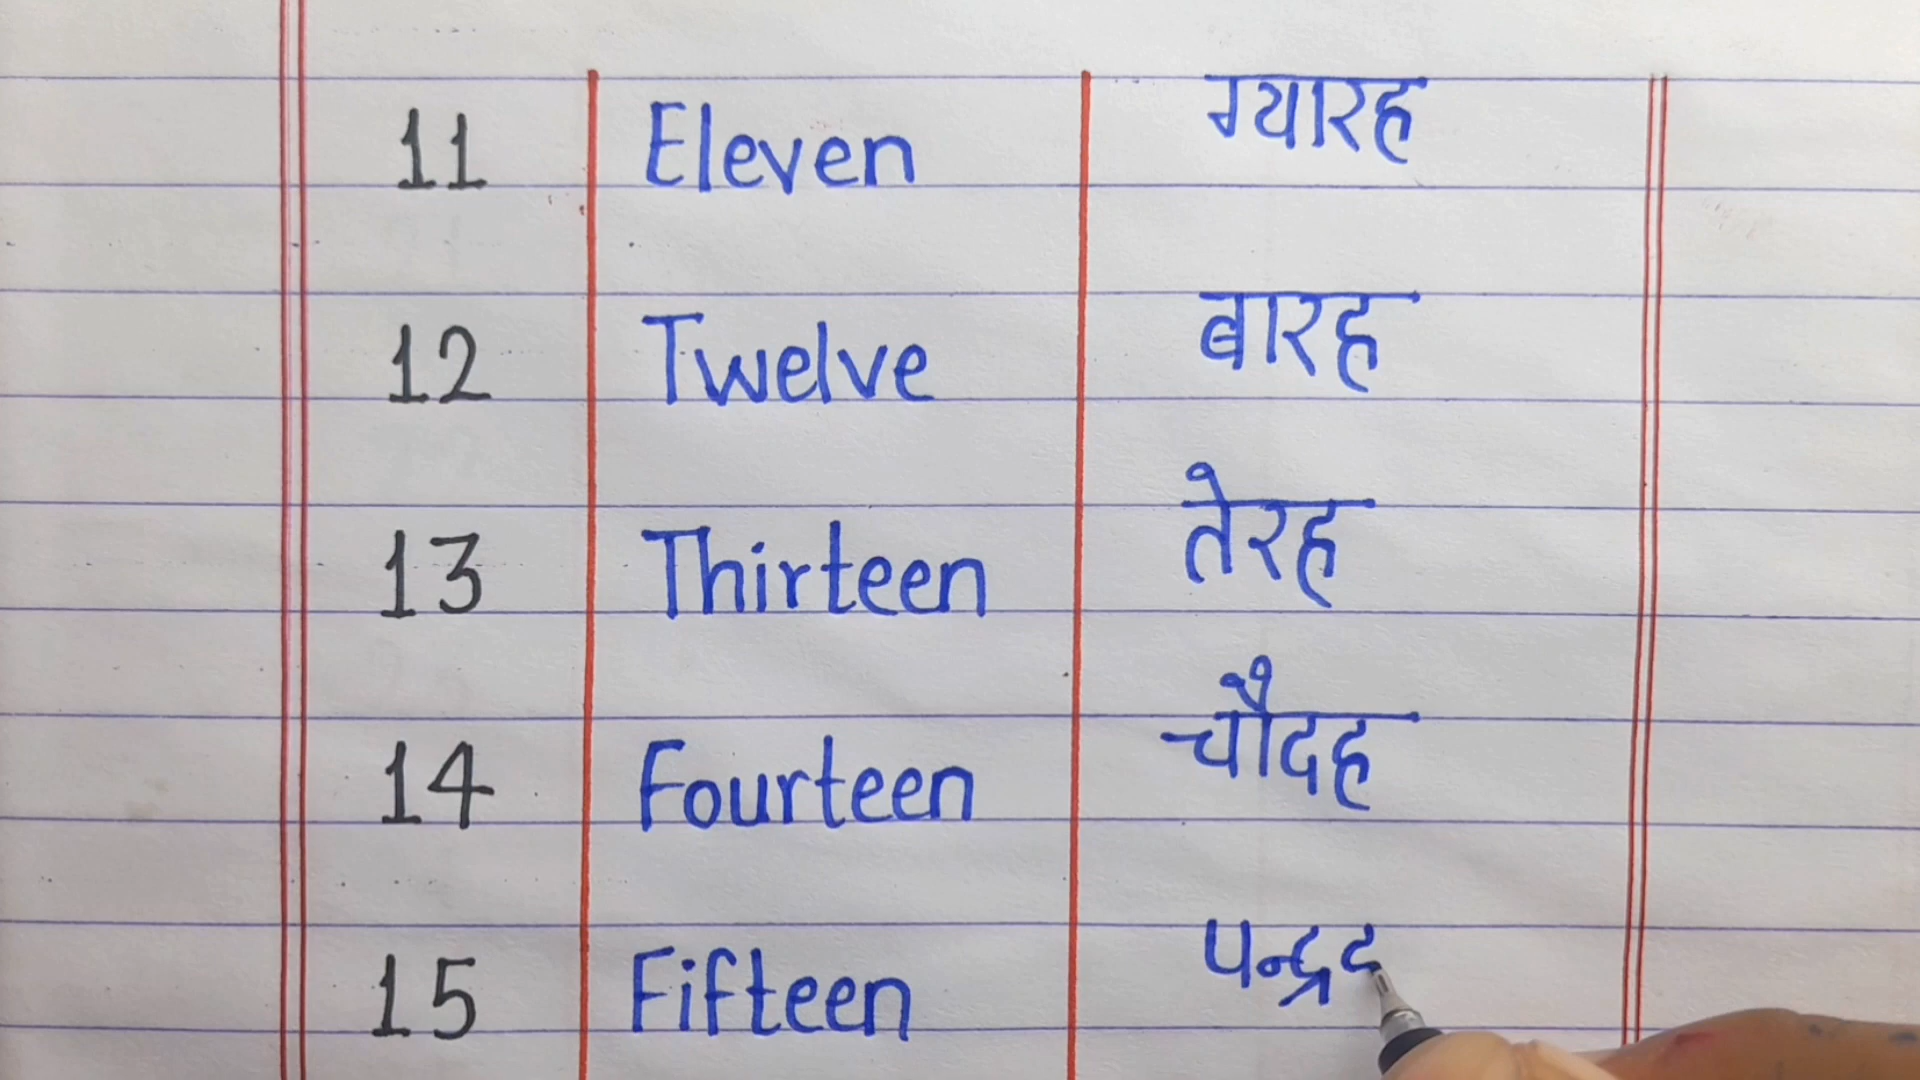 11 Eleven ग्यारह
12 Twelve बारह
13 Thirteen तेरह
14 Fourteen चौदह
15 Fifteen पन्द्रह